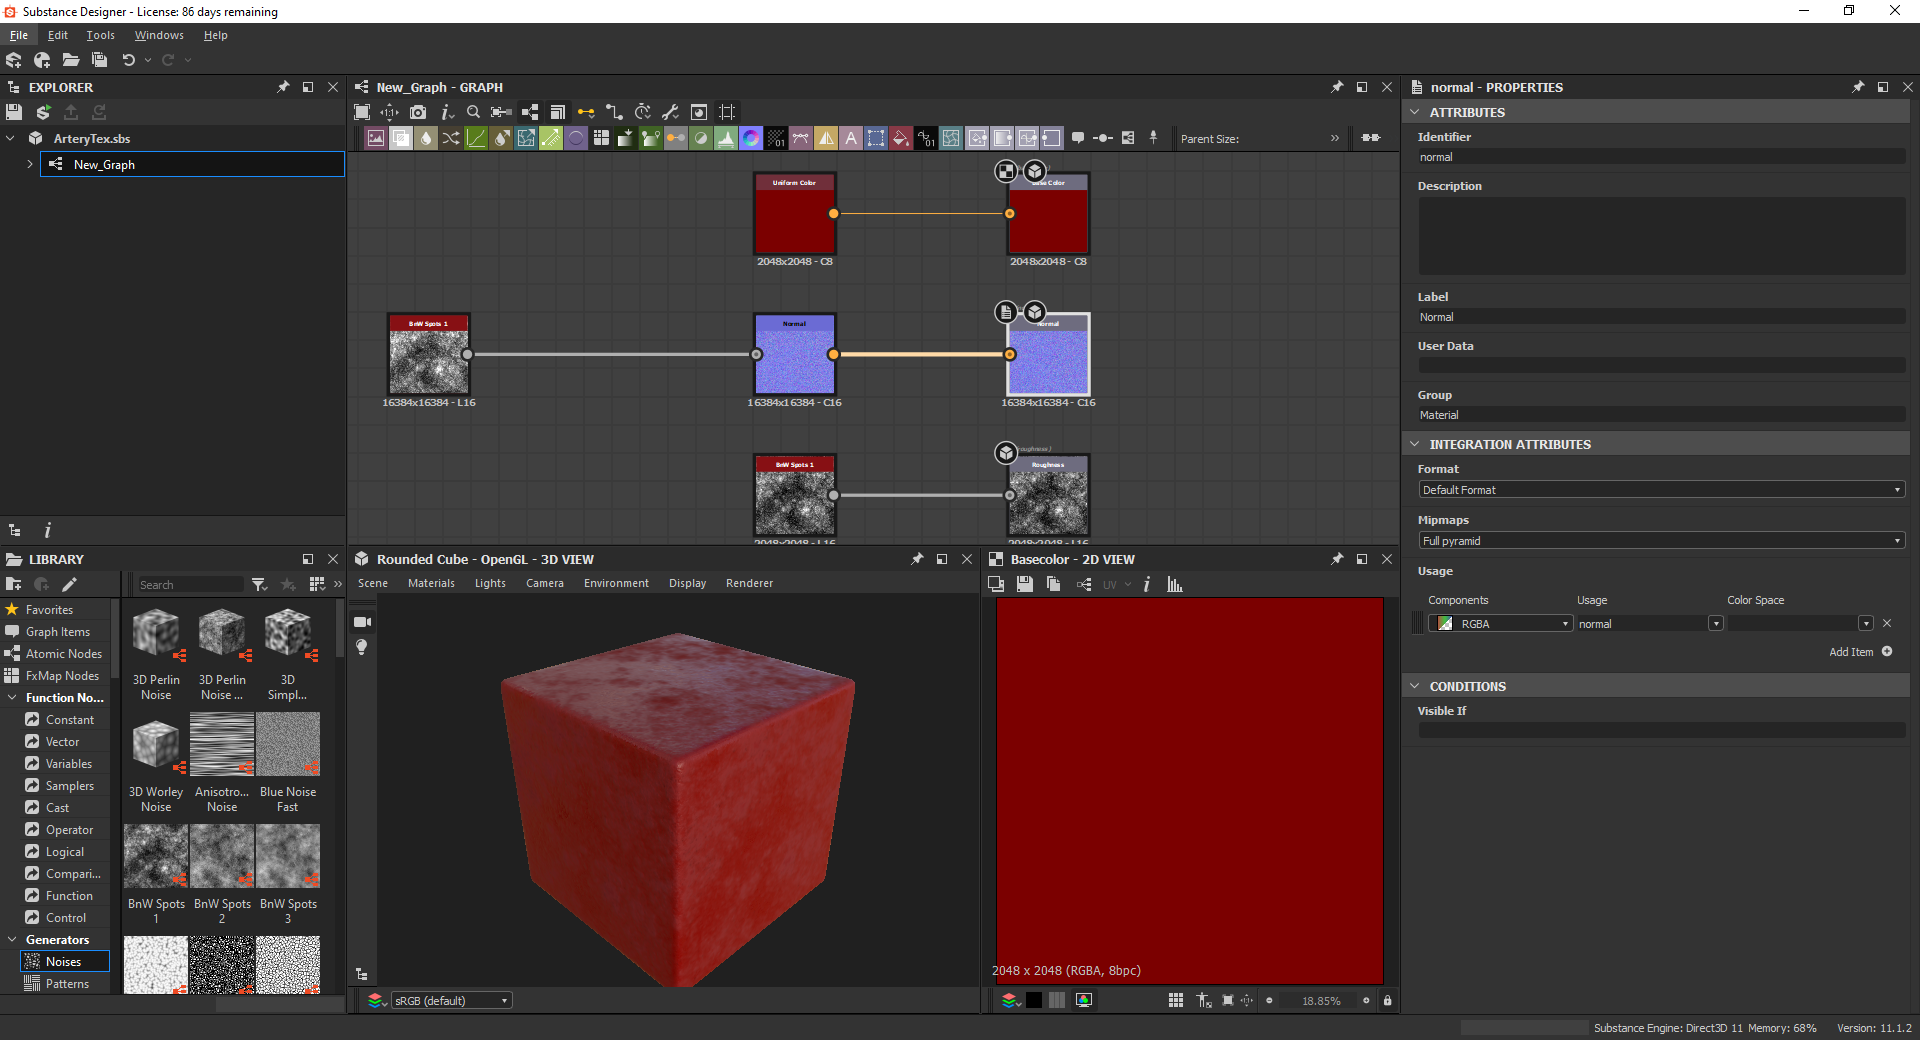 Substance Designer - License: 86 days remaining
File Edit Tools Windows Help
EXPLORER
ArteryTex.sbs
New_Graph
New_Graph - GRAPH
Parent Size:
Uniform Color
2048x2048 - C8
Base Color
2048x2048 - C8
BnW Spots 1
16384x16384 - L16
Normal
16384x16384 - C16
Normal
16384x16384 - C16
BnW Spots 1
2048x2048 - L16
Roughness
2048x2048 - L16
normal - PROPERTIES
ATTRIBUTES
Identifier
normal
Description
Label
Normal
User Data
Group
Material
INTEGRATION ATTRIBUTES
Format
Default Format
Mipmaps
Full pyramid
Usage
Components Usage Color Space
RGBA normal
Add Item
CONDITIONS
Visible If
LIBRARY
Search
Favorites
Graph Items
Atomic Nodes
FxMap Nodes
Function No...
Constant
Vector
Variables
Samplers
Cast
Operator
Logical
Compari...
Function
Control
Generators
Noises
Patterns
3D Perlin Noise
3D Perlin Noise ...
3D Simpl...
3D Worley Noise
Anisotro... Noise
Blue Noise Fast
BnW Spots 1
BnW Spots 2
BnW Spots 3
Rounded Cube - OpenGL - 3D VIEW
Scene Materials Lights Camera Environment Display Renderer
sRGB (default)
Basecolor - 2D VIEW
UV
2048 x 2048 (RGBA, 8bpc)
18.85%
Substance Engine: Direct3D 11 Memory: 68% Version: 11.1.2